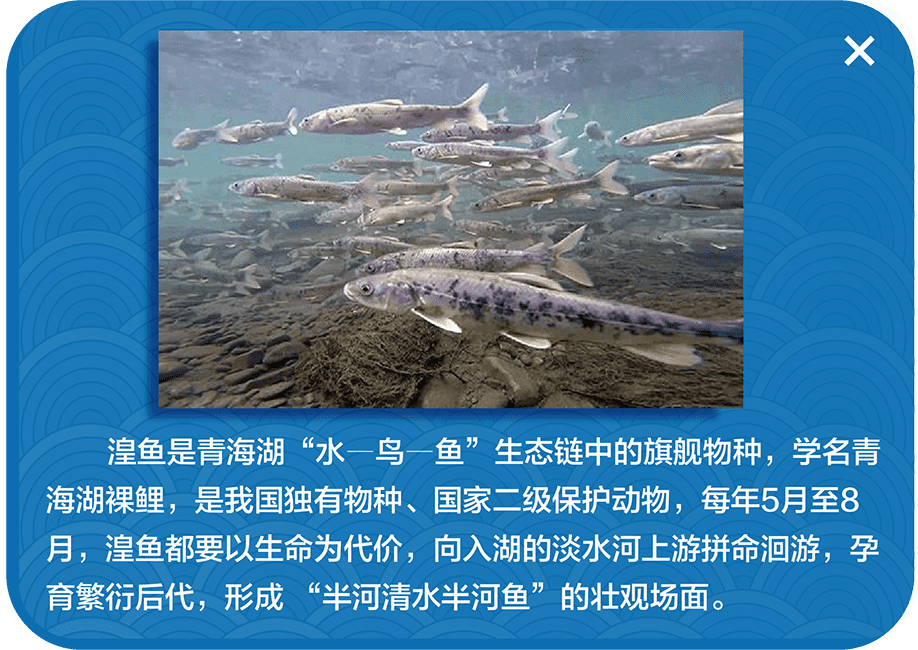 湟鱼是青海湖“水—鸟—鱼”生态链中的旗舰物种，学名青
海湖裸鲤，是我国独有物种、国家二级保护动物，每年5月至8
月，湟鱼都要以生命为代价，向入湖的淡水河上游拼命洄游，孕
育繁衍后代，形成 “半河清水半河鱼”的壮观场面。